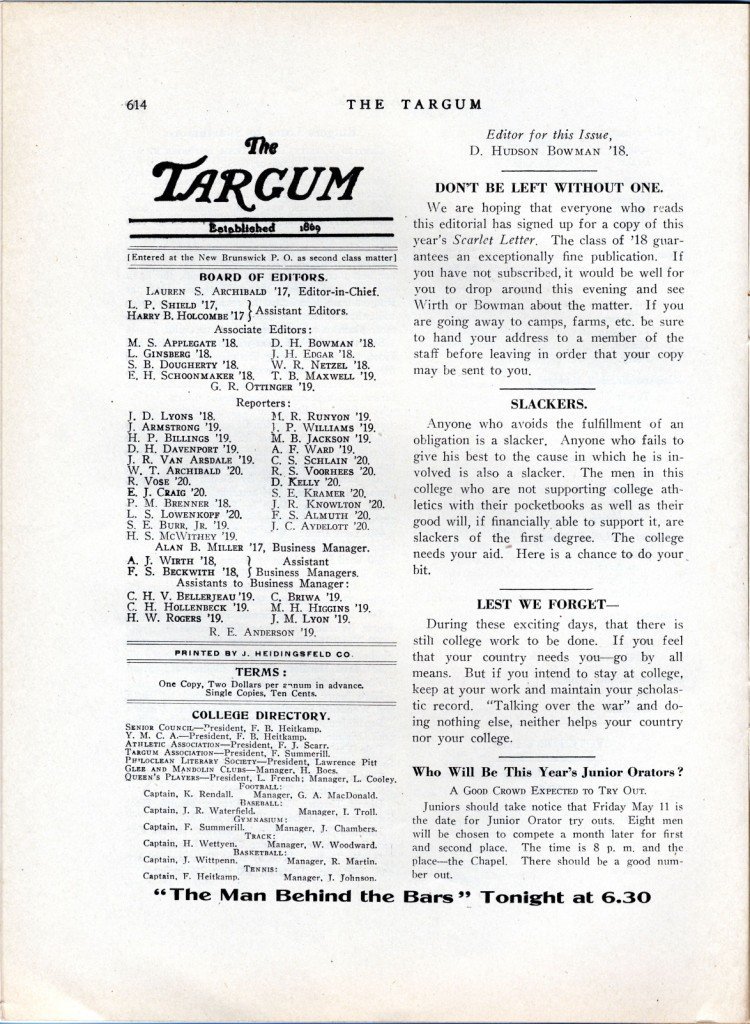 614
THE TARGUM
The
TARGUM
Established 1869
[Entered at the New Brunswick P. O. as second class matter]
BOARD OF EDITORS.
LAUREN S. ARCHIBALD '17, Editor-in-Chief.
L. P. SHIELD '17,
HARRY B. HOLCOMBE '17 } Assistant Editors.
Associate Editors:
M. S. APPLEGATE '18. D. H. BOWMAN '18.
L. GINSBERG '18. J. H. EDGAR '18.
S. B. DOUGHERTY '18. W. R. NETZEL '18.
E. H. SCHOONMAKER '18. T. B. MAXWELL '19.
G. R. OTTINGER '19.
Reporters:
J. D. LYONS '18. M. R. RUNYON '19.
J. ARMSTRONG '19. J. P. WILLIAMS '19.
H. P. BILLINGS '19. M. B. JACKSON '19.
D. H. DAVENPORT '19. A. F. WARD '19.
J. R. VAN ARSDALE '19. C. S. SCHLAIN '20.
W. T. ARCHIBALD '20. R. S. VOORHEES '20.
R. VOSE '20. D. KELLY '20.
E. J. CRAIG '20. S. E. KRAMER '20.
P. M. BRENNER '18. J. R. KNOWLTON '20.
L. S. LOWENKOPF '20. F. S. ALMUTH '20.
S. E. BURR, JR. '19. J. C. AYDELOTT '20.
H. S. MCWITHEY '19.
ALAN B. MILLER '17, Business Manager.
A. J. WIRTH '18, } Assistant
F. S. BECKWITH '18, } Business Managers.
Assistants to Business Manager:
C. H. V. BELLERJEAU '19. C. BRIWA '19.
C. H. HOLLENBECK '19. M. H. HIGGINS '19.
H. W. ROGERS '19. J. M. LYON '19.
R. E. ANDERSON '19.
PRINTED BY J. HEIDINGSFELD CO.
TERMS:
One Copy, Two Dollars per annum in advance.
Single Copies, Ten Cents.
COLLEGE DIRECTORY.
SENIOR COUNCIL—President, F. B. Heitkamp.
Y. M. C. A.—President, F. B. Heitkamp.
ATHLETIC ASSOCIATION—President, F. J. Scarr.
TARGUM ASSOCIATION—President, F. Summerill.
PHILOCLEAN LITERARY SOCIETY—President, Lawrence Pitt
GLEE AND MANDOLIN CLUBS—Manager, H. Boes.
QUEEN'S PLAYERS—President, L. French; Manager, L. Cooley.
FOOTBALL:
Captain, K. Rendall. Manager, G. A. MacDonald.
BASEBALL:
Captain, J. R. Waterfield. Manager, I. Troll.
GYMNASIUM:
Captain, F. Summerill. Manager, J. Chambers.
TRACK:
Captain, H. Wettyen. Manager, W. Woodward.
BASKETBALL:
Captain, J. Wittpenn. Manager, R. Martin.
TENNIS:
Captain, F. Heitkamp. Manager, J. Johnson.
Editor for this Issue,
D. HUDSON BOWMAN '18.
DON'T BE LEFT WITHOUT ONE.
We are hoping that everyone who reads
this editorial has signed up for a copy of this
year's Scarlet Letter. The class of '18 guar-
antees an exceptionally fine publication. If
you have not subscribed, it would be well for
you to drop around this evening and see
Wirth or Bowman about the matter. If you
are going away to camps, farms, etc. be sure
to hand your address to a member of the
staff before leaving in order that your copy
may be sent to you.
SLACKERS.
Anyone who avoids the fulfillment of an
obligation is a slacker. Anyone who fails to
give his best to the cause in which he is in-
volved is also a slacker. The men in this
college who are not supporting college ath-
letics with their pocketbooks as well as their
good will, if financially able to support it, are
slackers of the first degree. The college
needs your aid. Here is a chance to do your
bit.
LEST WE FORGET—
During these exciting days, that there is
still college work to be done. If you feel
that your country needs you—go by all
means. But if you intend to stay at college,
keep at your work and maintain your scholas-
tic record. "Talking over the war" and do-
ing nothing else, neither helps your country
nor your college.
Who Will Be This Year's Junior Orators?
A GOOD CROWD EXPECTED TO TRY OUT.
Juniors should take notice that Friday May 11 is
the date for Junior Orator try outs. Eight men
will be chosen to compete a month later for first
and second place. The time is 8 p. m. and the
place—the Chapel. There should be a good num-
ber out.
"The Man Behind the Bars" Tonight at 6.30